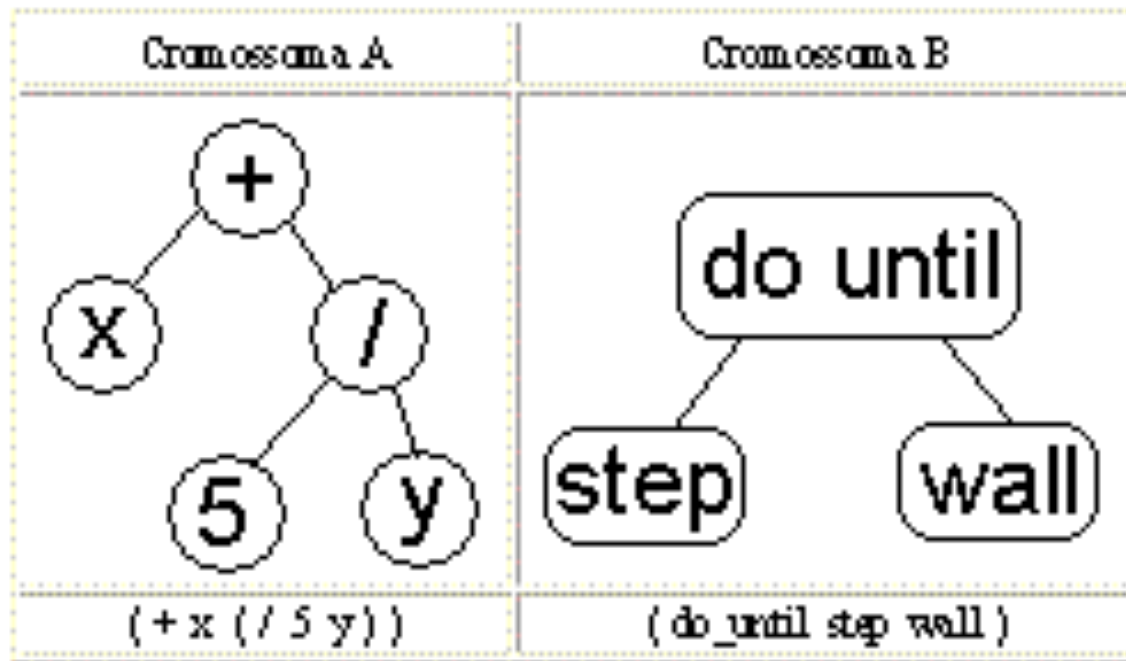 Cromossoma A
Cromossoma B
+
x
/
5
y
do until
step
wall
( + x ( / 5 y ) )
( do_until step wall )